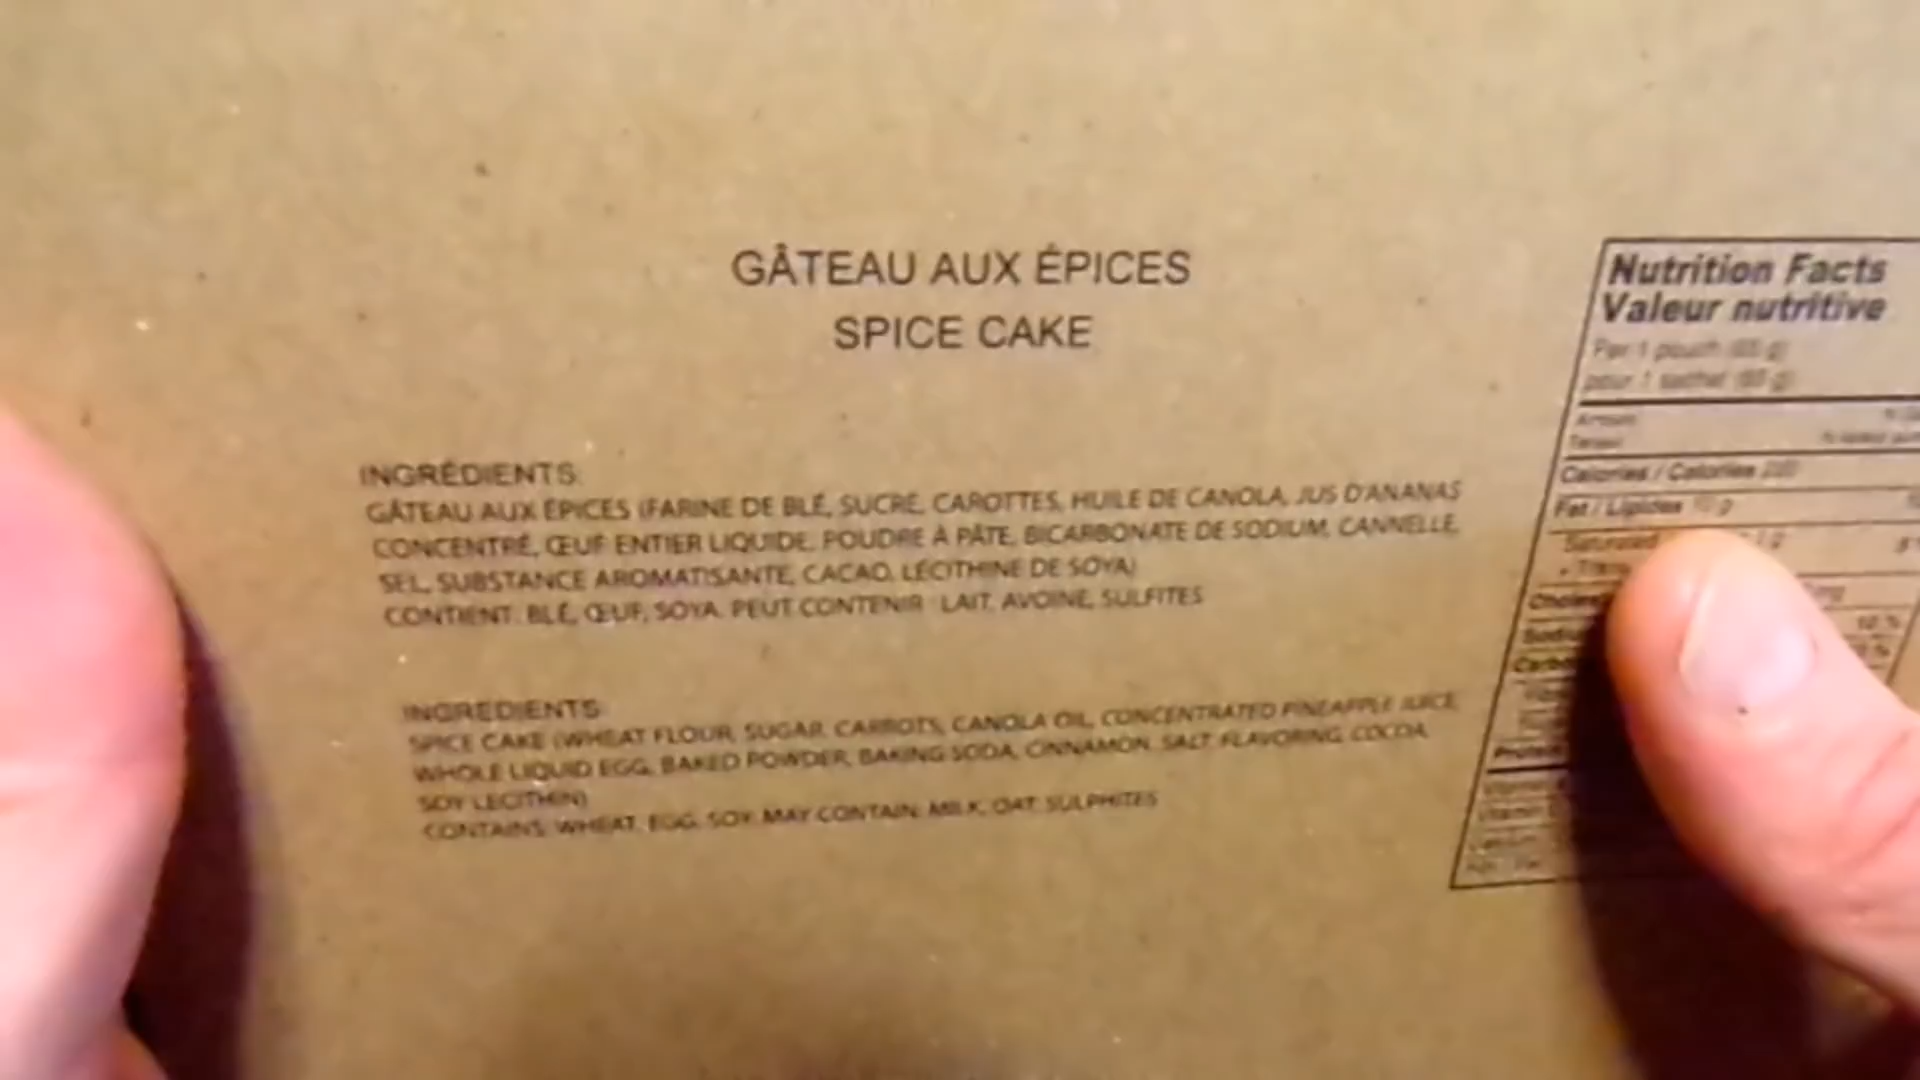 GÂTEAU AUX ÉPICES
SPICE CAKE
INGRÉDIENTS:
GÂTEAU AUX ÉPICES (FARINE DE BLÉ, SUCRE, CAROTTES, HUILE DE CANOLA, JUS D'ANANAS
CONCENTRÉ, ŒUF ENTIER LIQUIDE, POUDRE À PÂTE, BICARBONATE DE SODIUM, CANNELLE,
SEL, SUBSTANCE AROMATISANTE, CACAO, LÉCITHINE DE SOYA)
CONTIENT: BLÉ, ŒUF, SOYA. PEUT CONTENIR : LAIT, AVOINE, SULFITES
INGREDIENTS:
SPICE CAKE (WHEAT FLOUR, SUGAR, CARROTS, CANOLA OIL, CONCENTRATED PINEAPPLE JUICE,
WHOLE LIQUID EGG, BAKED POWDER, BAKING SODA, CINNAMON, SALT, FLAVORING, COCOA,
SOY LECITHIN)
CONTAINS: WHEAT, EGG, SOY. MAY CONTAIN: MILK, OAT, SULPHITES
Nutrition Facts
Valeur nutritive
Per 1 pouch
pour 1 sachet
Amount
Teneur
Calories / Calories
Fat / Lipides
Saturated